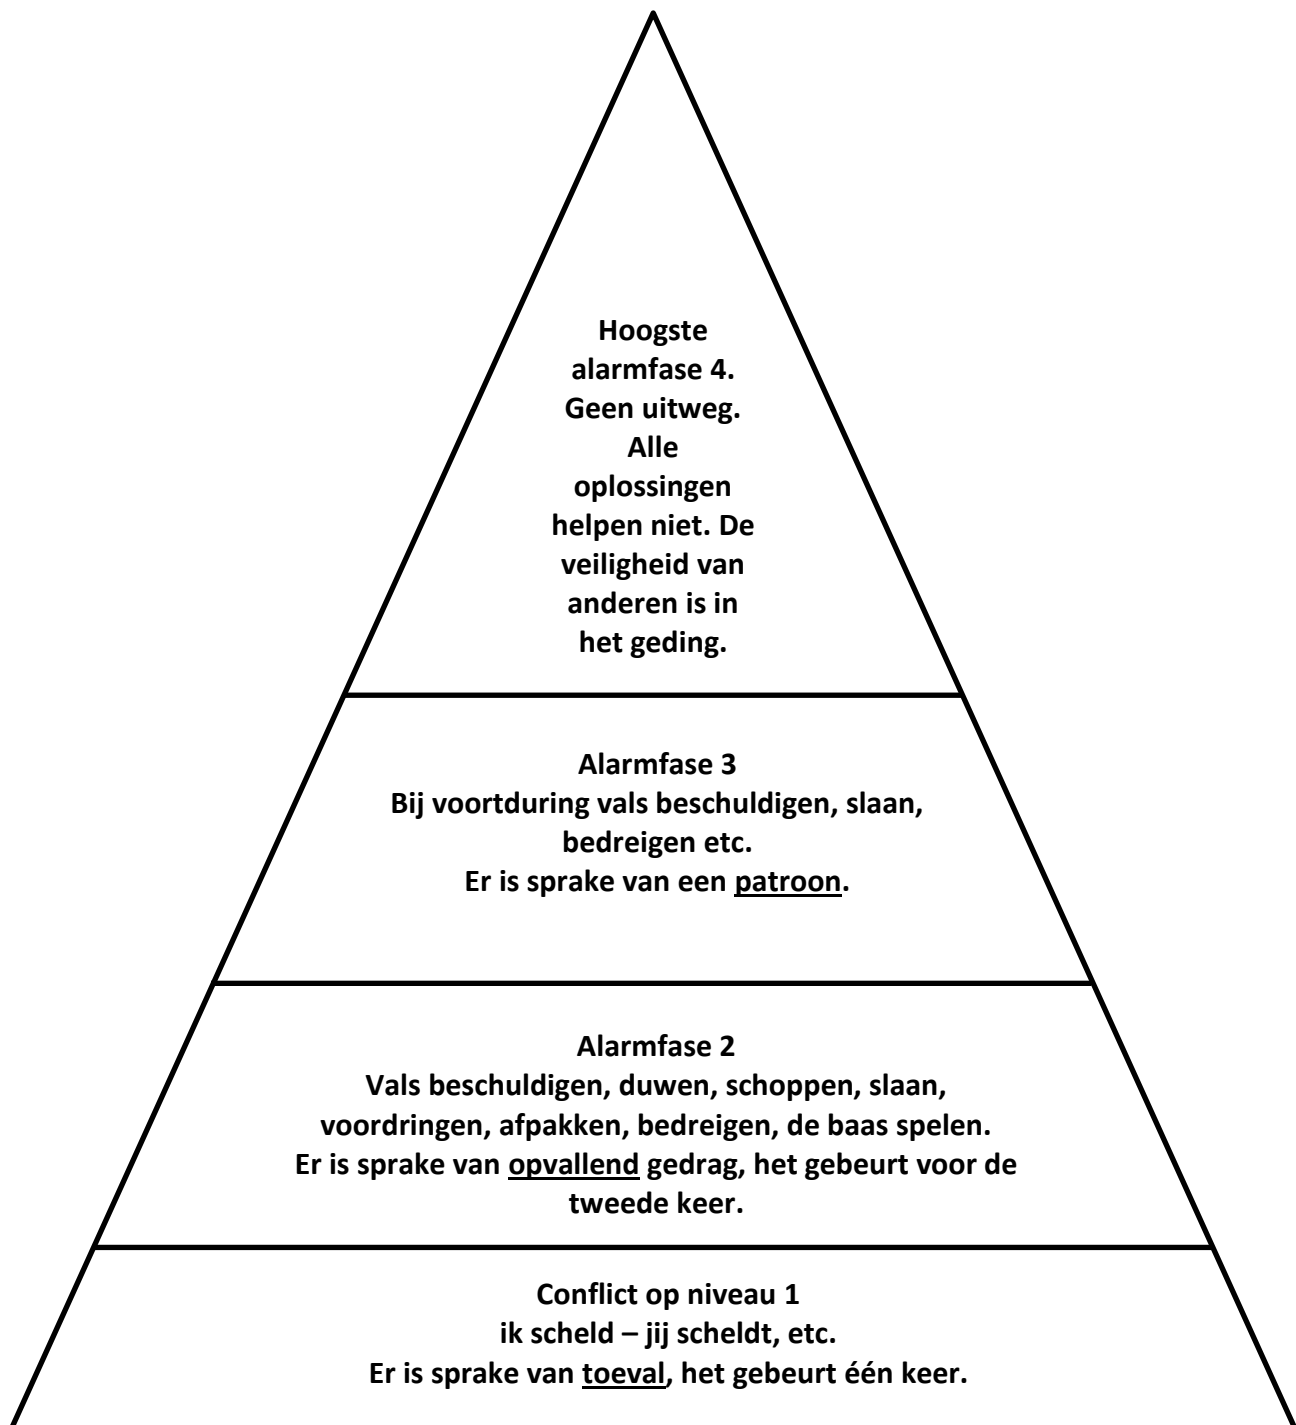 Hoogste
alarmfase 4.
Geen uitweg.
Alle
oplossingen
helpen niet. De
veiligheid van
anderen is in
het geding.
Alarmfase 3
Bij voortduring vals beschuldigen, slaan,
bedreigen etc.
Er is sprake van een patroon.
Alarmfase 2
Vals beschuldigen, duwen, schoppen, slaan,
voordringen, afpakken, bedreigen, de baas spelen.
Er is sprake van opvallend gedrag, het gebeurt voor de
tweede keer.
Conflict op niveau 1
ik scheld – jij scheldt, etc.
Er is sprake van toeval, het gebeurt één keer.